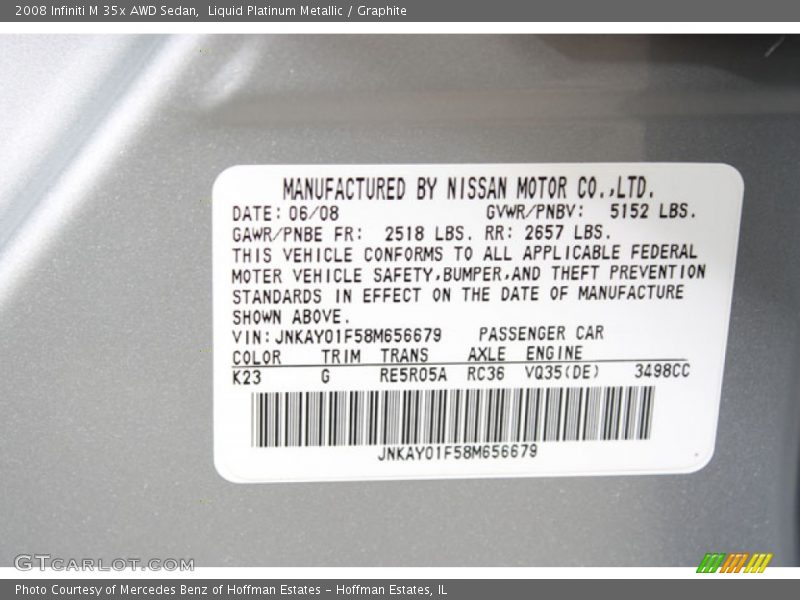 2008 Infiniti M 35x AWD Sedan,  Liquid Platinum Metallic / Graphite
MANUFACTURED BY NISSAN MOTOR CO.,LTD.
DATE: 06/08 GVWR/PNBV: 5152 LBS.
GAWR/PNBE FR: 2518 LBS. RR: 2657 LBS.
THIS VEHICLE CONFORMS TO ALL APPLICABLE FEDERAL
MOTER VEHICLE SAFETY,BUMPER,AND THEFT PREVENTION
STANDARDS IN EFFECT ON THE DATE OF MANUFACTURE
SHOWN ABOVE.
VIN: JNKAY01F58M656679 PASSENGER CAR
COLOR TRIM TRANS AXLE ENGINE
K23 G RE5R05A RC36 VQ35(DE) 3498CC
JNKAY01F58M656679
GTCARLOT.COM
Photo Courtesy of Mercedes Benz of Hoffman Estates - Hoffman Estates, IL